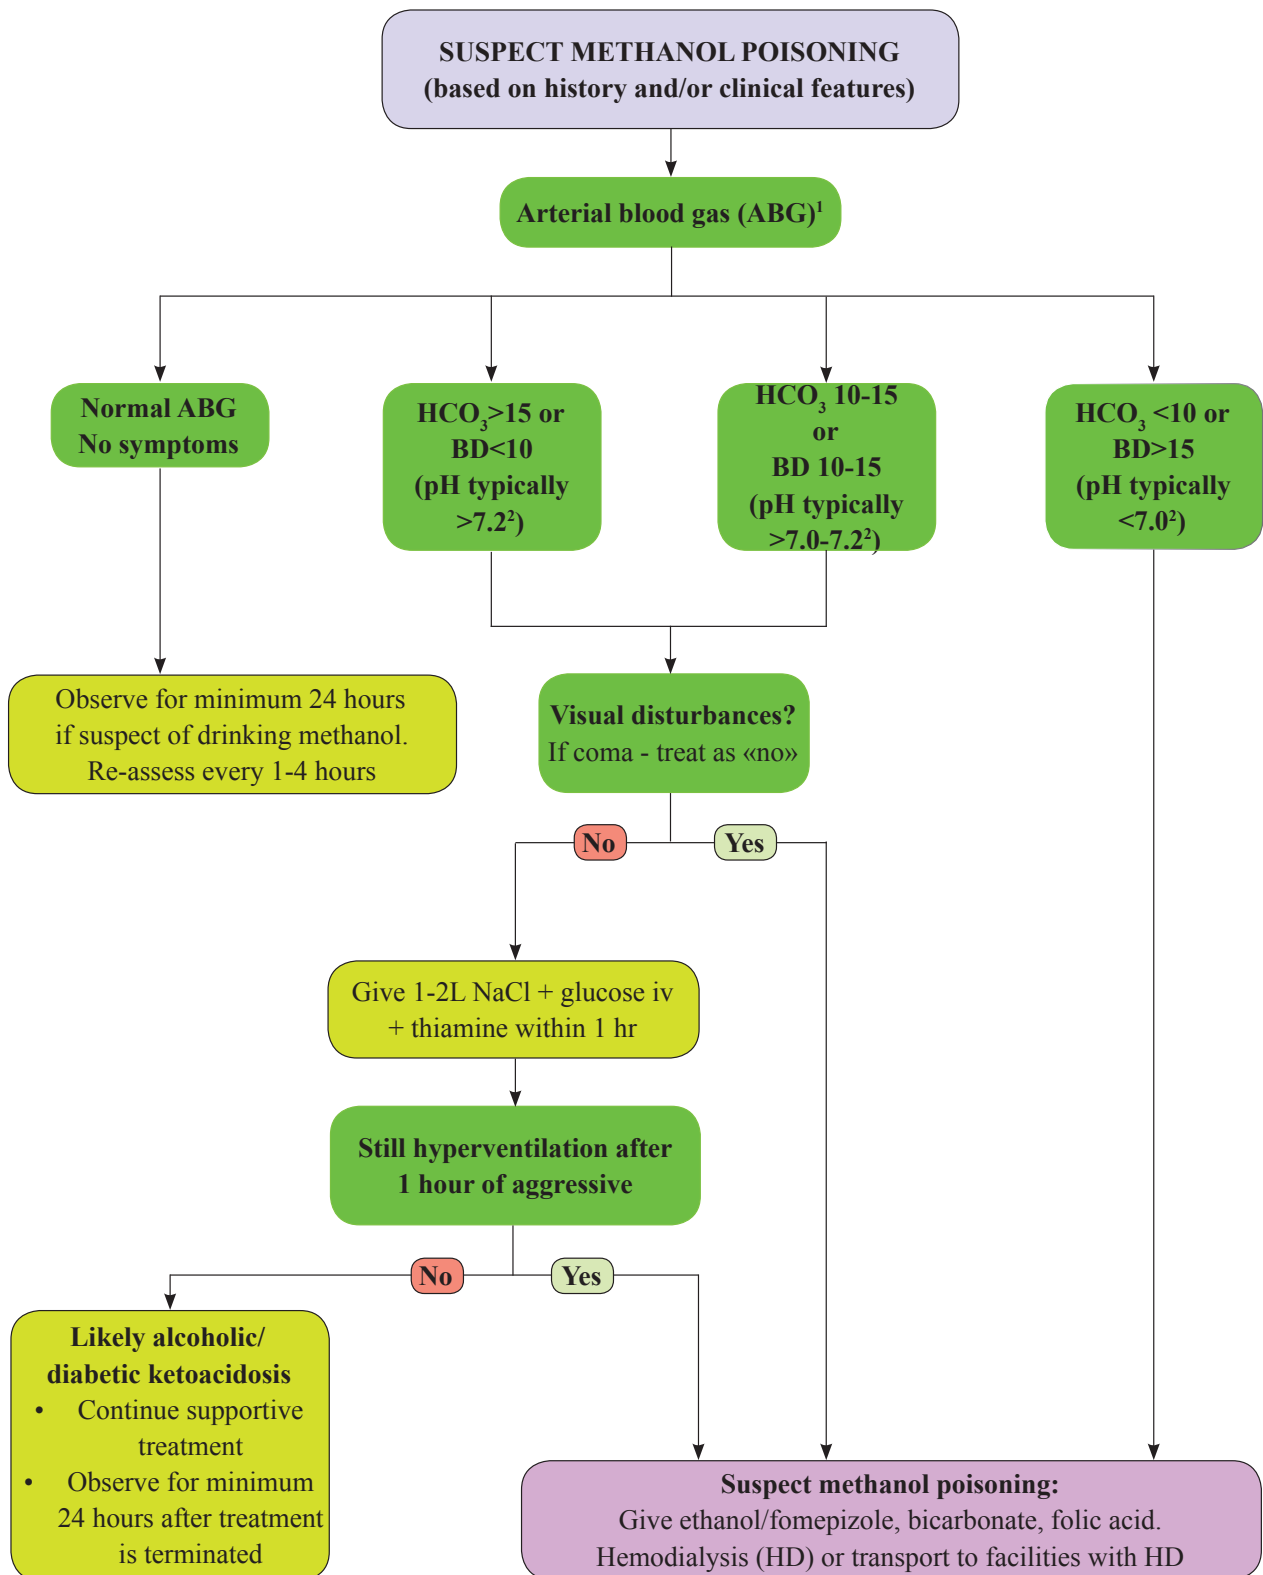 SUSPECT METHANOL POISONING
(based on history and/or clinical features)
Arterial blood gas (ABG)¹
Normal ABG
No symptoms
HCO₃>15 or
BD<10
(pH typically
>7.2²)
HCO₃ 10-15
or
BD 10-15
(pH typically
>7.0-7.2²)
HCO₃ <10 or
BD>15
(pH typically
<7.0²)
Observe for minimum 24 hours
if suspect of drinking methanol.
Re-assess every 1-4 hours
Visual disturbances?
If coma - treat as «no»
No
Yes
Give 1-2L NaCl + glucose iv
+ thiamine within 1 hr
Still hyperventilation after
1 hour of aggressive
No
Yes
Likely alcoholic/
diabetic ketoacidosis
• Continue supportive
treatment
• Observe for minimum
24 hours after treatment
is terminated
Suspect methanol poisoning:
Give ethanol/fomepizole, bicarbonate, folic acid.
Hemodialysis (HD) or transport to facilities with HD